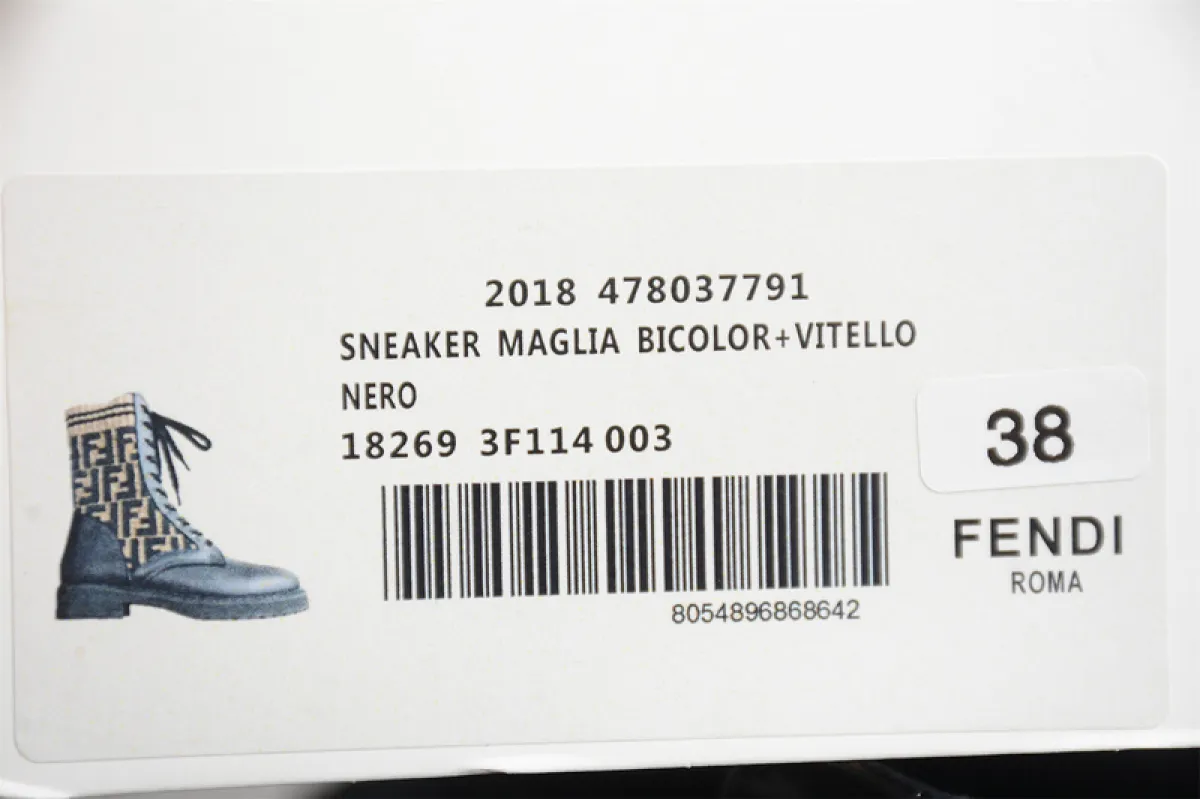 2018 478037791
SNEAKER MAGLIA BICOLOR+VITELLO
NERO
18269 3F114 003
8054896868642
38
FENDI
ROMA